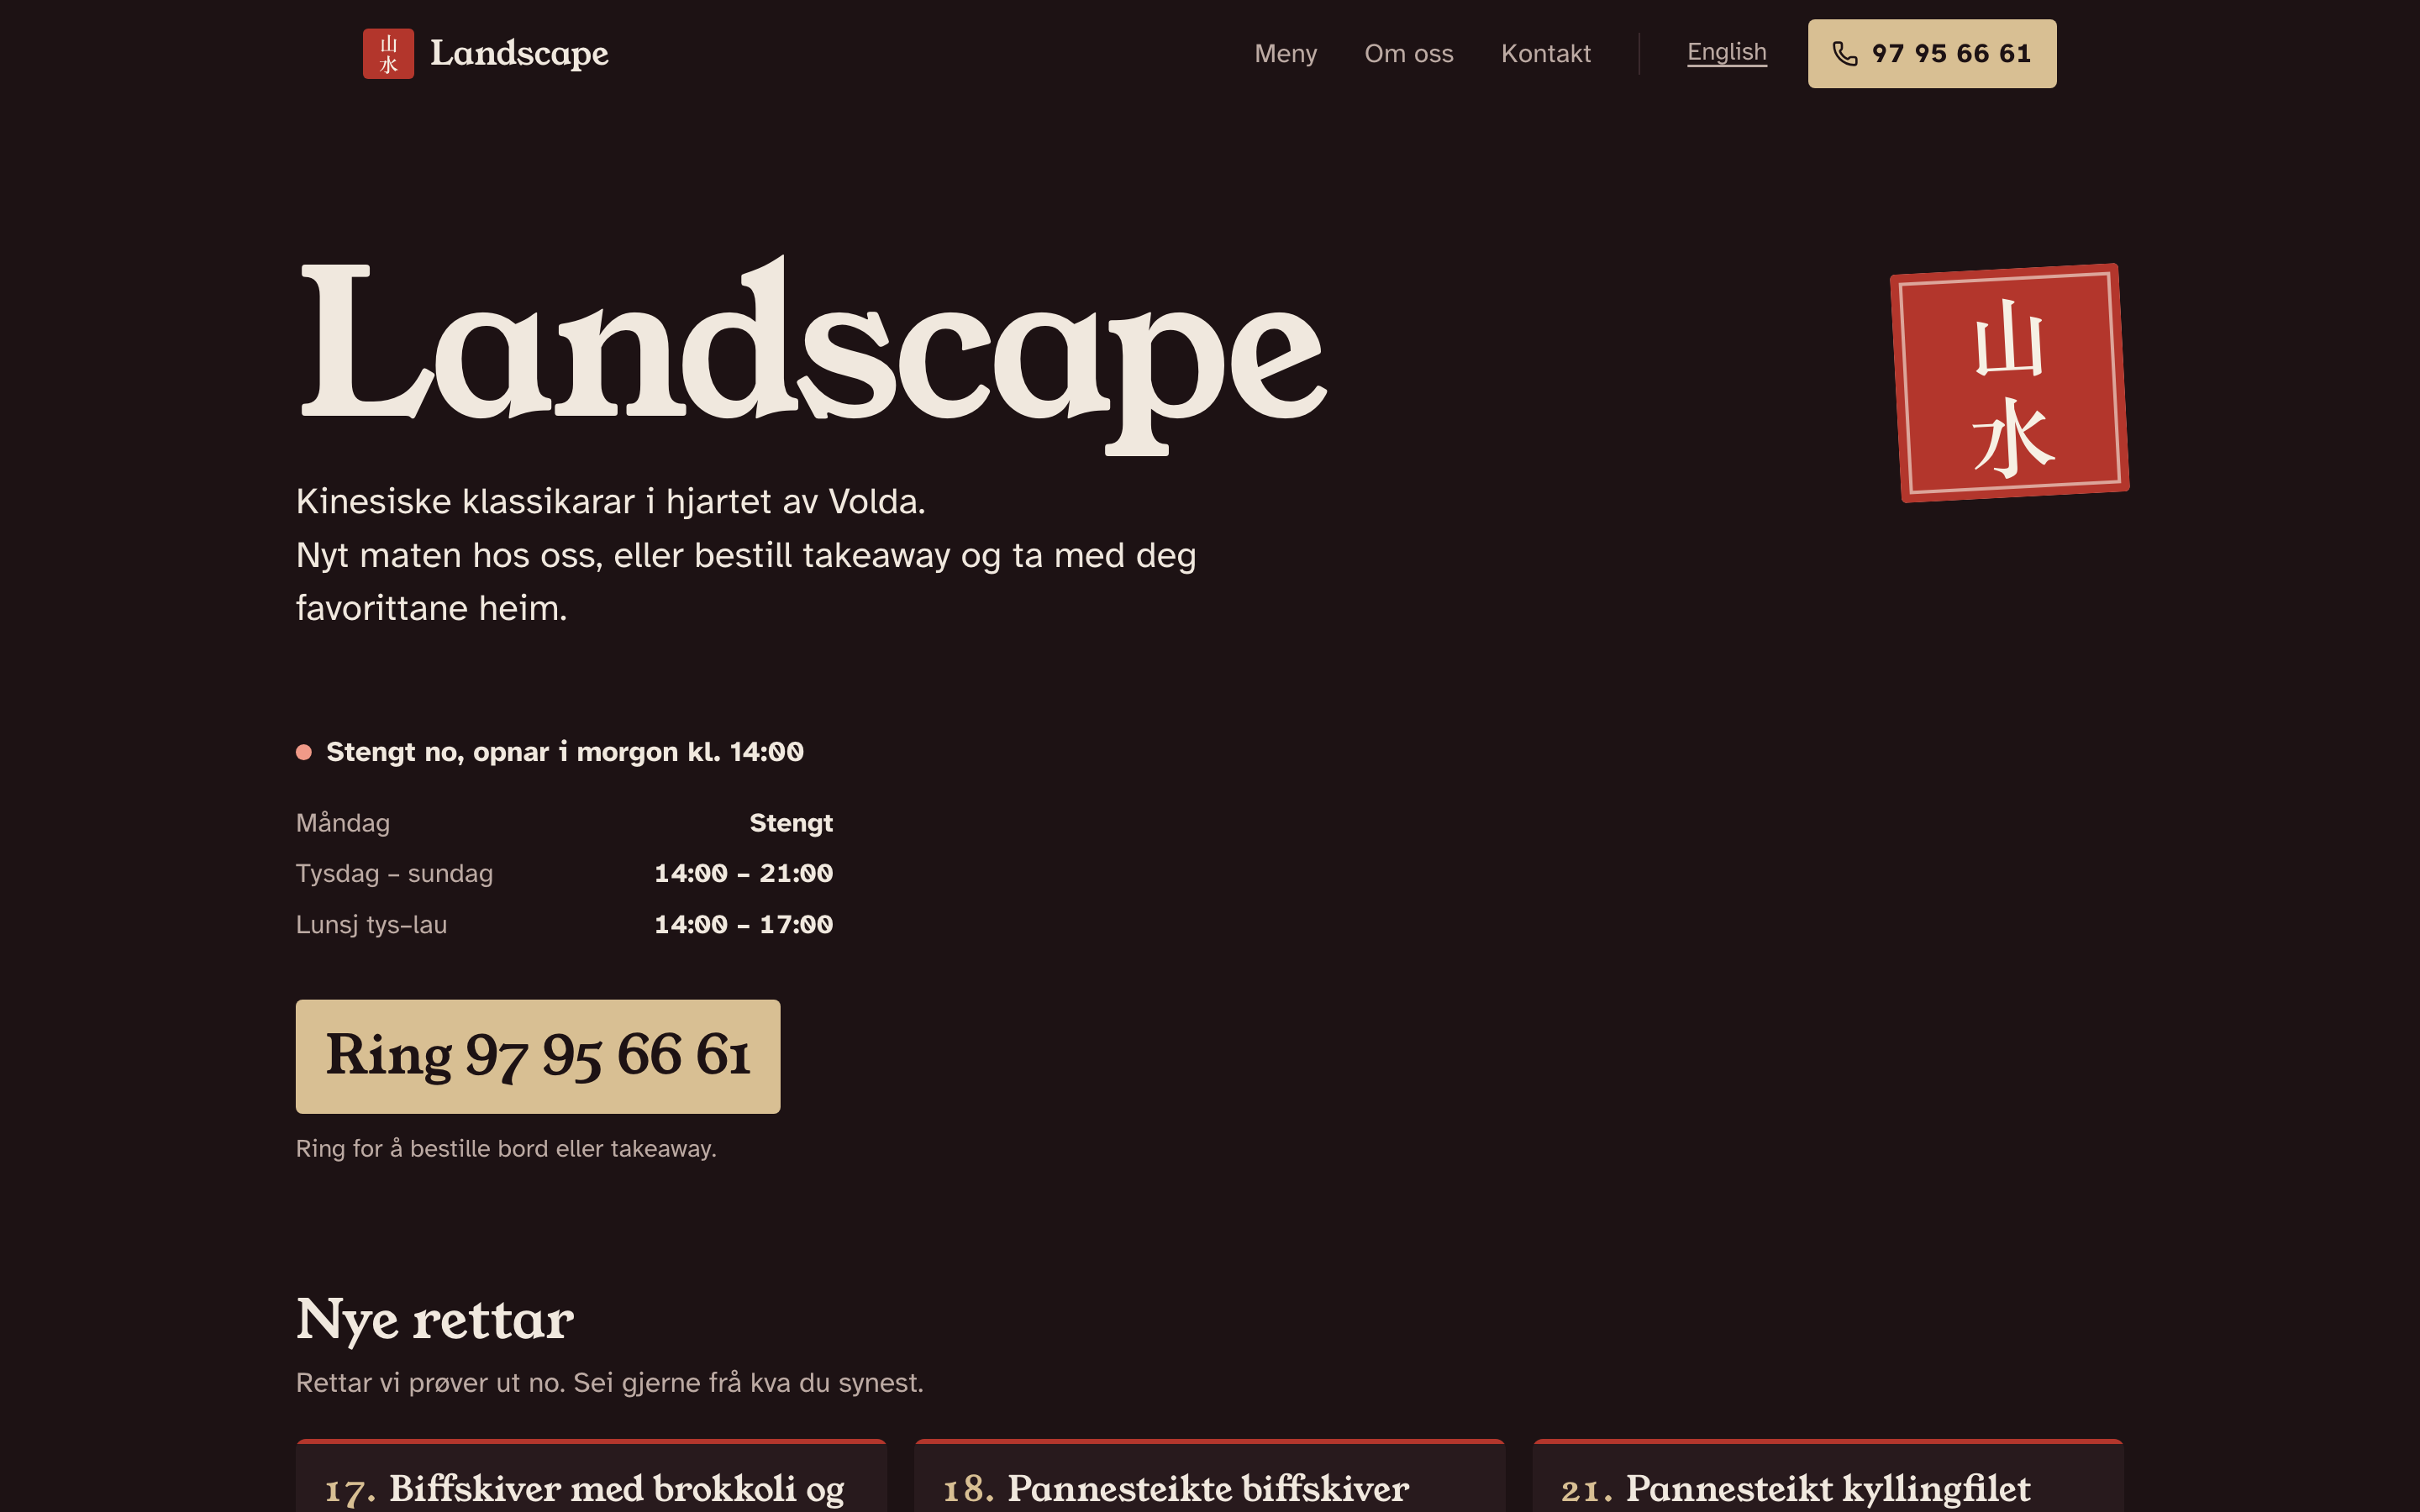 山
水
Landscape
Meny
Om oss
Kontakt
English
97 95 66 61
Landscape
山
水
Kinesiske klassikarar i hjartet av Volda.
Nyt maten hos oss, eller bestill takeaway og ta med deg
favorittane heim.
Stengt no, opnar i morgon kl. 14:00
Måndag Stengt
Tysdag – sundag 14:00 – 21:00
Lunsj tys–lau 14:00 – 17:00
Ring 97 95 66 61
Ring for å bestille bord eller takeaway.
Nye rettar
Rettar vi prøver ut no. Sei gjerne frå kva du synest.
17. Biffskiver med brokkoli og
18. Pannesteikte biffskiver
21. Pannesteikt kyllingfilet